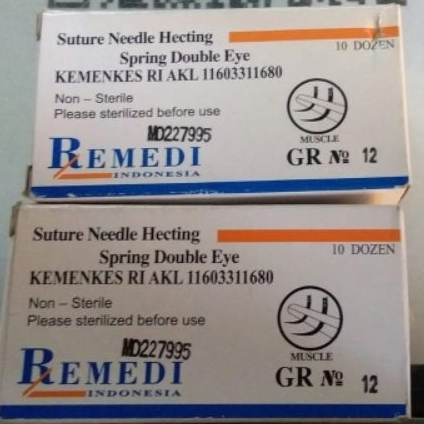 Suture Needle Hecting
10 DOZEN
Spring Double Eye
KEMENKES RI AKL 11603311680
Non – Sterile
Please sterilized before use
MD227995
MUSCLE
REMEDI
GR № 12
INDONESIA
Suture Needle Hecting
10 DOZEN
Spring Double Eye
KEMENKES RI AKL 11603311680
Non – Sterile
Please sterilized before use
MD227995
MUSCLE
REMEDI
GR № 12
INDONESIA